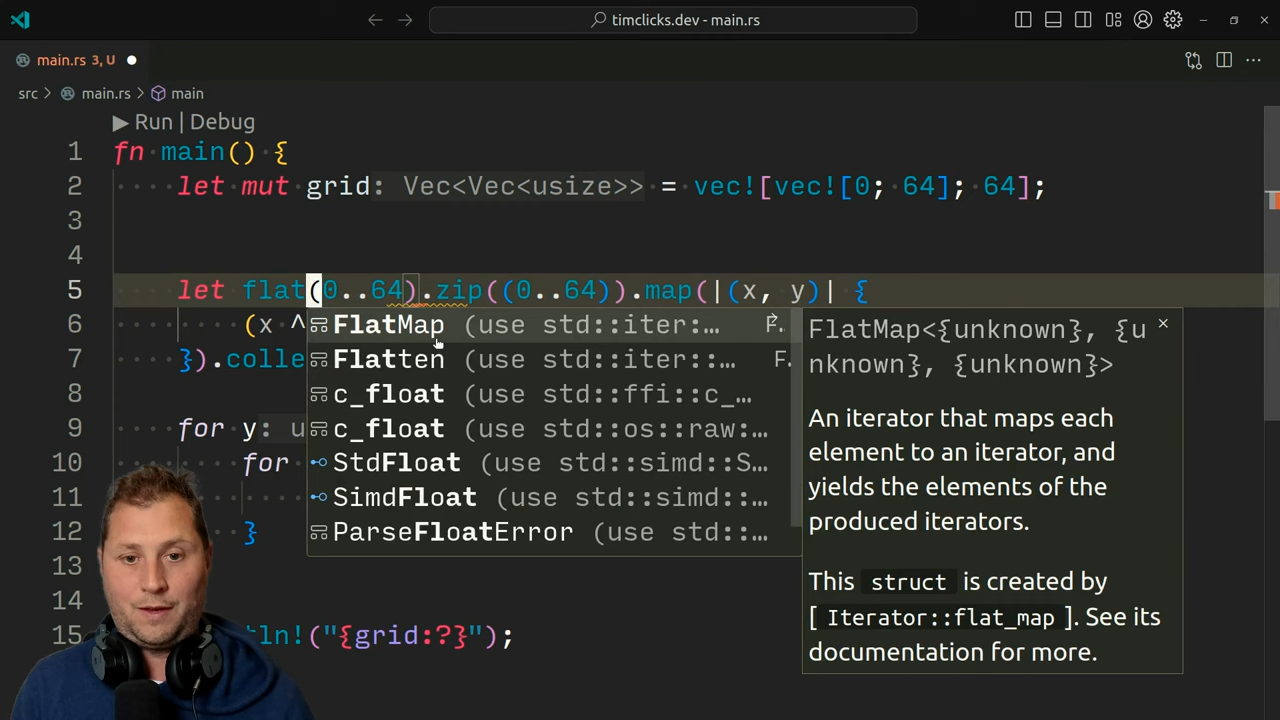 timclicks.dev - main.rs
main.rs 3, U
src > main.rs > main
Run | Debug
1 fn main() {
2 let mut grid: Vec<Vec<usize>> = vec![vec![0; 64]; 64];
3
4
5 let flat(0..64).zip((0..64)).map(|(x, y)| {
6 (x ^
7 }).colle
8
9 for y: u
10 for
11
12 }
13
14
15 ln!("{grid:?}");
FlatMap (use std::iter:… F.
Flatten (use std::iter::… F.
c_float (use std::ffi::c_…
c_float (use std::os::raw:…
StdFloat (use std::simd::S…
SimdFloat (use std::simd::…
ParseFloatError (use std::…
FlatMap<{unknown}, {u
nknown}, {unknown}>
An iterator that maps each
element to an iterator, and
yields the elements of the
produced iterators.
This struct is created by
[ Iterator::flat_map ]. See its
documentation for more.